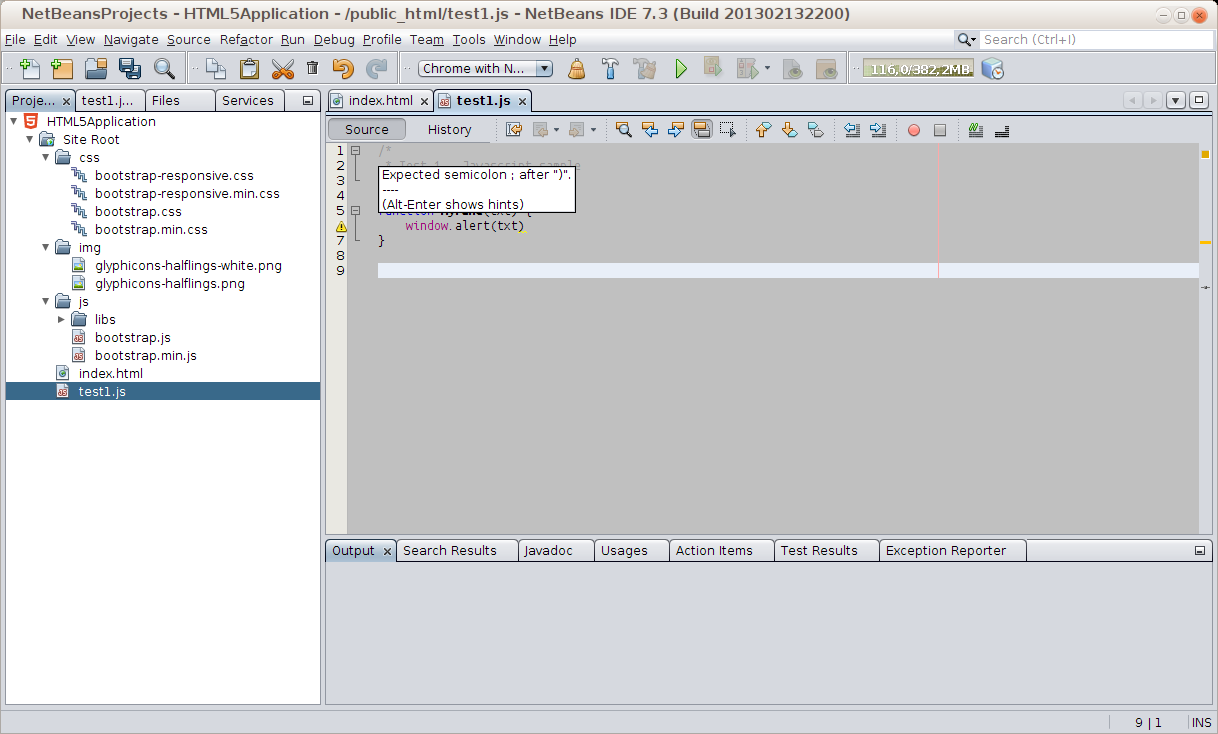 NetBeansProjects - HTML5Application - /public_html/test1.js - NetBeans IDE 7.3 (Build 201302132200)
File Edit View Navigate Source Refactor Run Debug Profile Team Tools Window Help
Search (Ctrl+I)
Chrome with N...
116,0/382,2MB
Proje...
test1.j...
Files
Services
index.html
test1.js
HTML5Application
Site Root
css
bootstrap-responsive.css
bootstrap-responsive.min.css
bootstrap.css
bootstrap.min.css
img
glyphicons-halflings-white.png
glyphicons-halflings.png
js
libs
bootstrap.js
bootstrap.min.js
index.html
test1.js
Source History
1 /*
2 * Test 1 - Javascript sample
3
4
5 function (txt) {
window.alert(txt)
7 }
8
9
Expected semicolon ; after ")".
----
(Alt-Enter shows hints)
Output Search Results Javadoc Usages Action Items Test Results Exception Reporter
9 | 1 INS